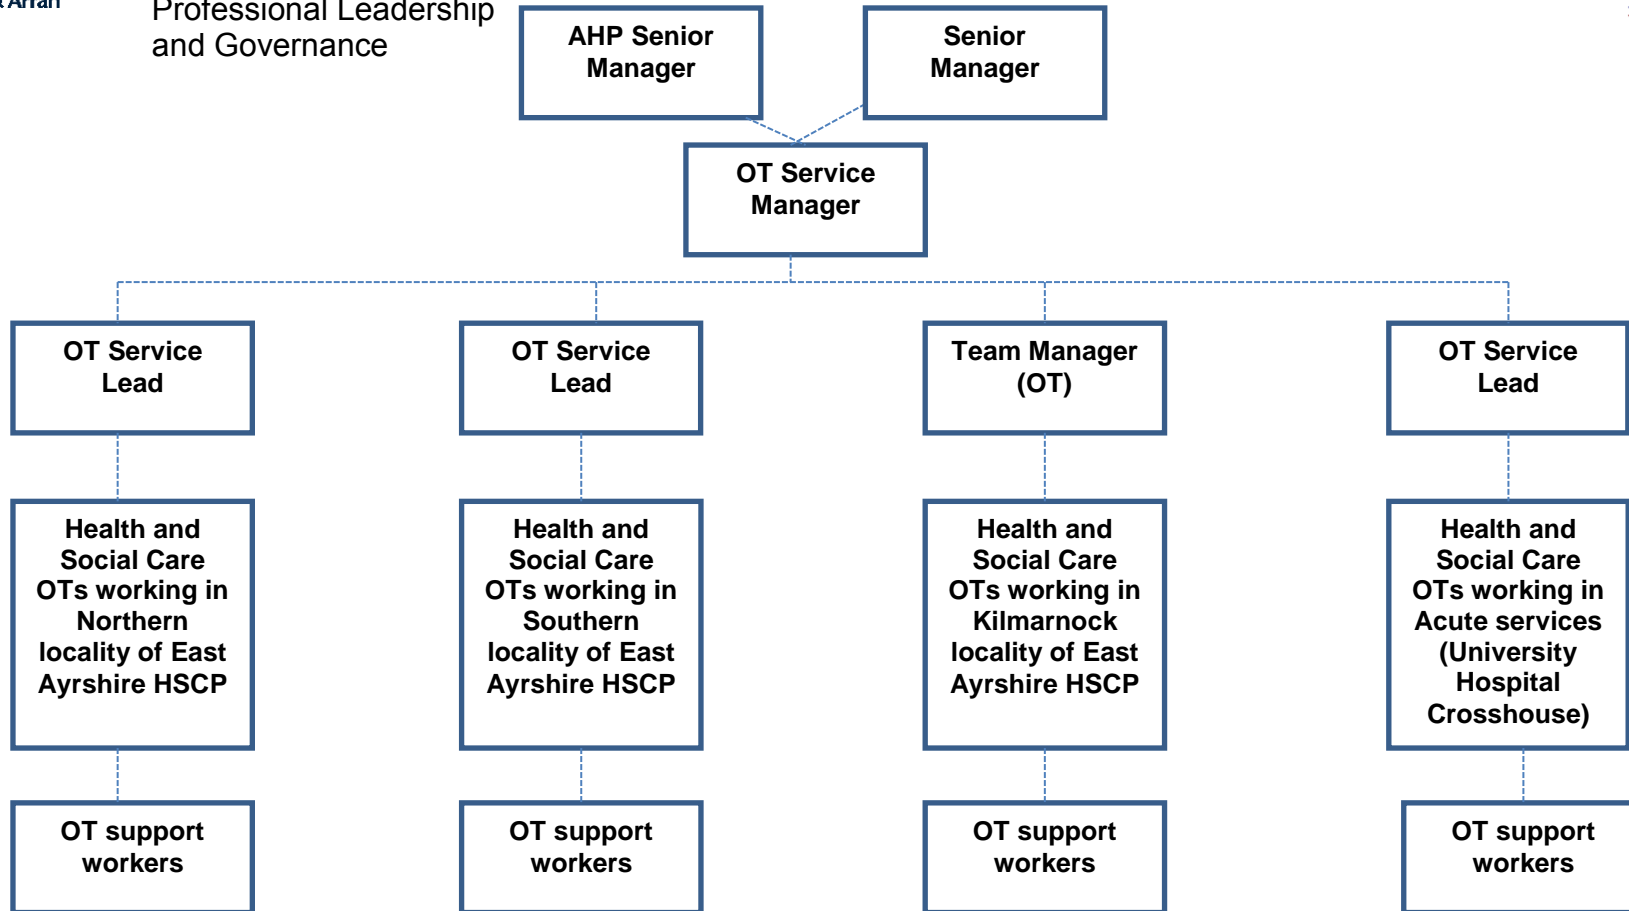 & Arran
Professional Leadership
and Governance
AHP Senior
Manager
Senior
Manager
OT Service
Manager
OT Service
Lead
OT Service
Lead
Team Manager
(OT)
OT Service
Lead
Health and
Social Care
OTs working in
Northern
locality of East
Ayrshire HSCP
Health and
Social Care
OTs working in
Southern
locality of East
Ayrshire HSCP
Health and
Social Care
OTs working in
Kilmarnock
locality of East
Ayrshire HSCP
Health and
Social Care
OTs working in
Acute services
(University
Hospital
Crosshouse)
OT support
workers
OT support
workers
OT support
workers
OT support
workers